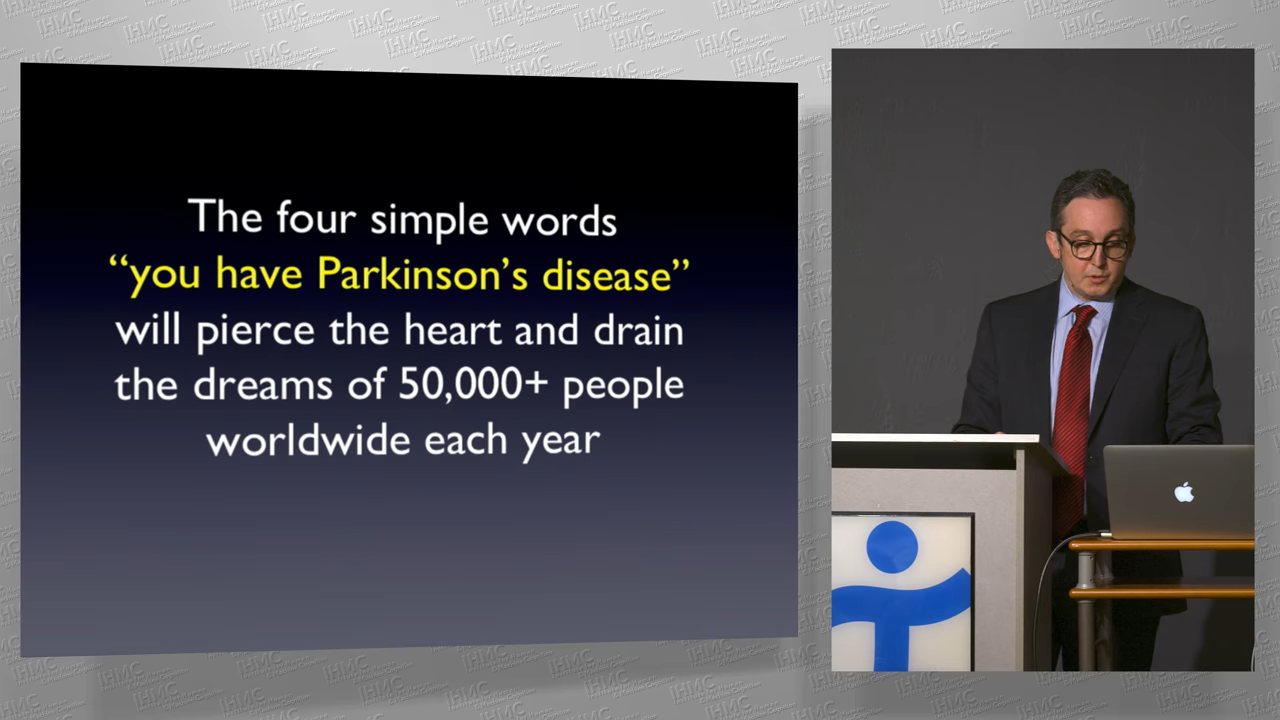 The four simple words
“you have Parkinson’s disease”
will pierce the heart and drain
the dreams of 50,000+ people
worldwide each year
IHMC